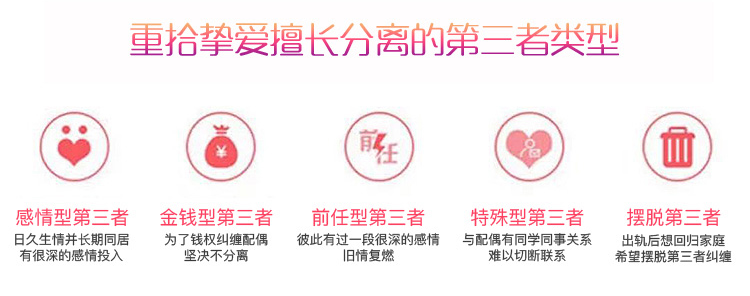 重拾挚爱擅长分离的第三者类型
¥
前任
感情型第三者
日久生情并长期同居
有很深的感情投入
金钱型第三者
为了钱权纠缠配偶
坚决不分离
前任型第三者
彼此有过一段很深的感情
旧情复燃
特殊型第三者
与配偶有同学同事关系
难以切断联系
摆脱第三者
出轨后想回归家庭
希望摆脱第三者纠缠